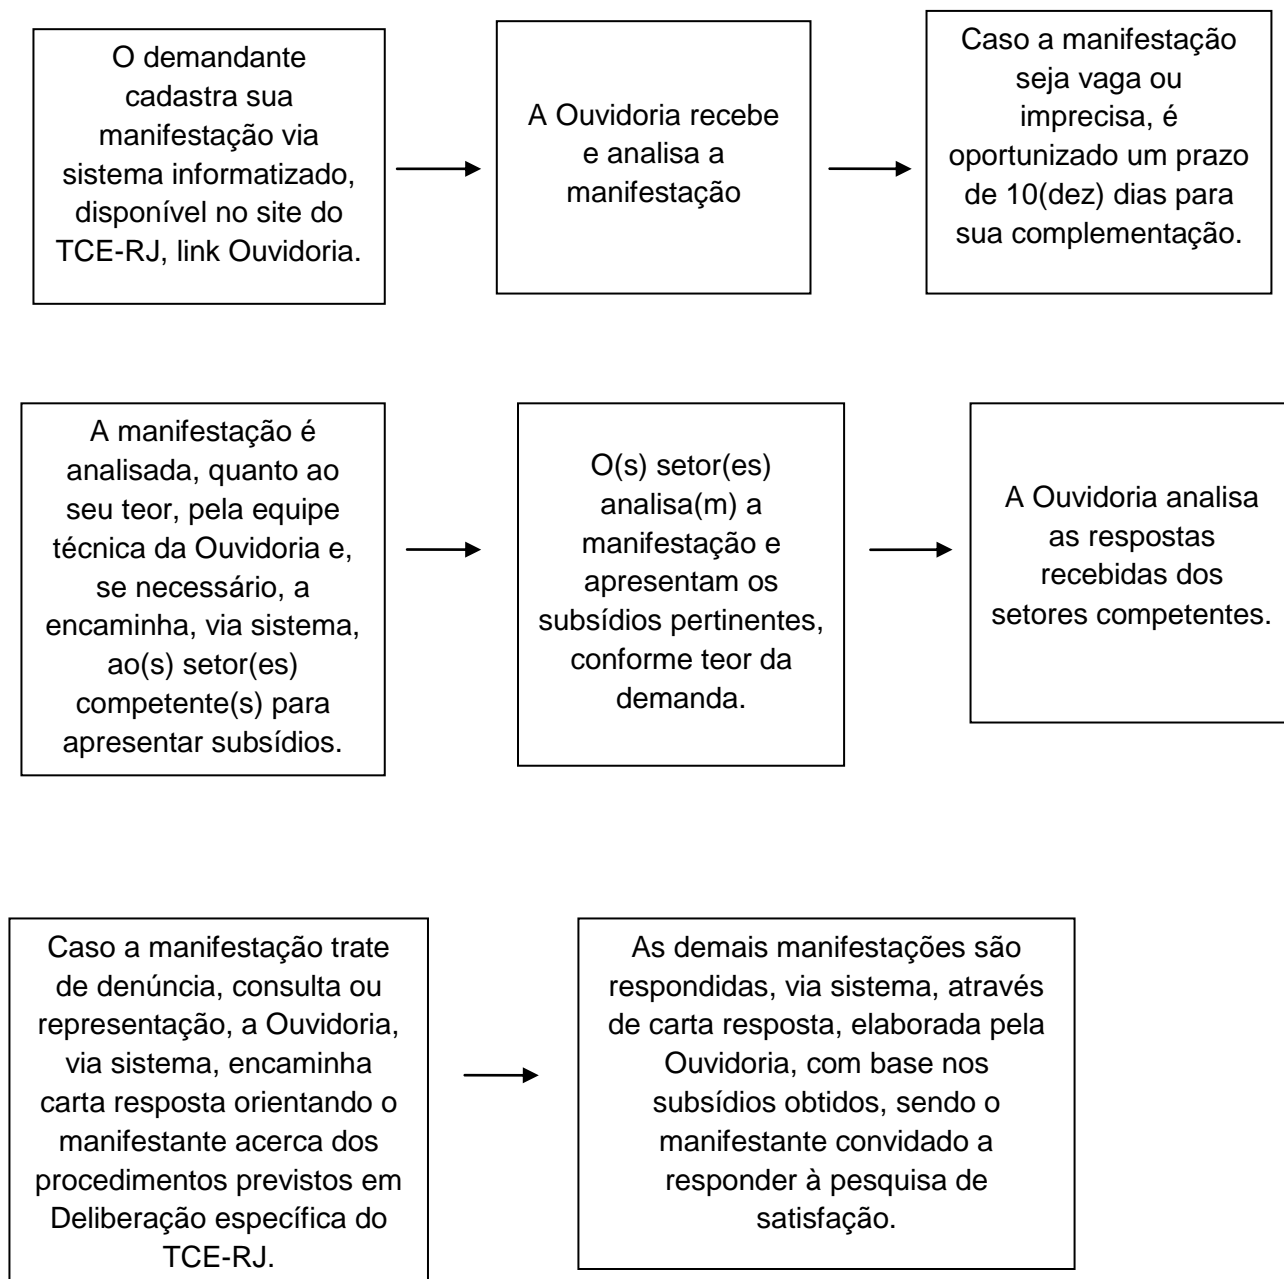 O demandante
cadastra sua
manifestação via
sistema informatizado,
disponível no site do
TCE-RJ, link Ouvidoria.
A Ouvidoria recebe
e analisa a
manifestação
Caso a manifestação
seja vaga ou
imprecisa, é
oportunizado um prazo
de 10(dez) dias para
sua complementação.
A manifestação é
analisada, quanto ao
seu teor, pela equipe
técnica da Ouvidoria e,
se necessário, a
encaminha, via sistema,
ao(s) setor(es)
competente(s) para
apresentar subsídios.
O(s) setor(es)
analisa(m) a
manifestação e
apresentam os
subsídios pertinentes,
conforme teor da
demanda.
A Ouvidoria analisa
as respostas
recebidas dos
setores competentes.
Caso a manifestação trate
de denúncia, consulta ou
representação, a Ouvidoria,
via sistema, encaminha
carta resposta orientando o
manifestante acerca dos
procedimentos previstos em
Deliberação específica do
TCE-RJ.
As demais manifestações são
respondidas, via sistema, através
de carta resposta, elaborada pela
Ouvidoria, com base nos
subsídios obtidos, sendo o
manifestante convidado a
responder à pesquisa de
satisfação.